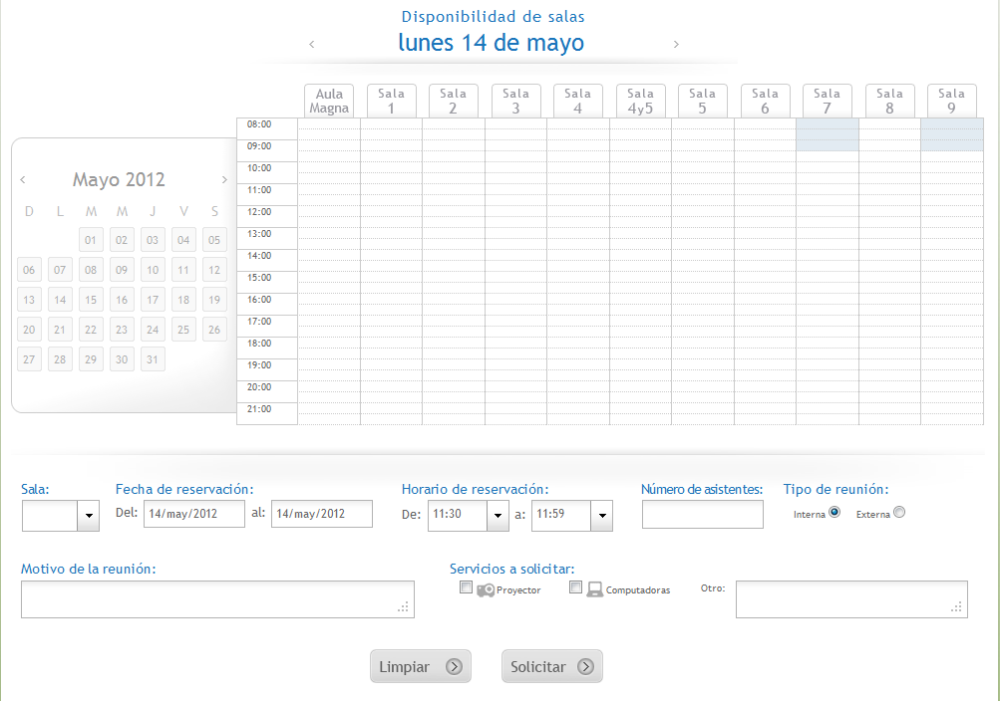 Disponibilidad de salas
< lunes 14 de mayo >
Aula Magna Sala 1 Sala 2 Sala 3 Sala 4 Sala 4y5 Sala 5 Sala 6 Sala 7 Sala 8 Sala 9
08:00
09:00
10:00
11:00
12:00
13:00
14:00
15:00
16:00
17:00
18:00
19:00
20:00
21:00
< Mayo 2012 >
D L M M J V S
01 02 03 04 05
06 07 08 09 10 11 12
13 14 15 16 17 18 19
20 21 22 23 24 25 26
27 28 29 30 31
Sala: Fecha de reservación: Horario de reservación: Número de asistentes: Tipo de reunión:
Del: 14/may/2012 al: 14/may/2012 De: 11:30 a: 11:59 Interna Externa
Motivo de la reunión: Servicios a solicitar:
Proyector Computadoras Otro:
Limpiar Solicitar